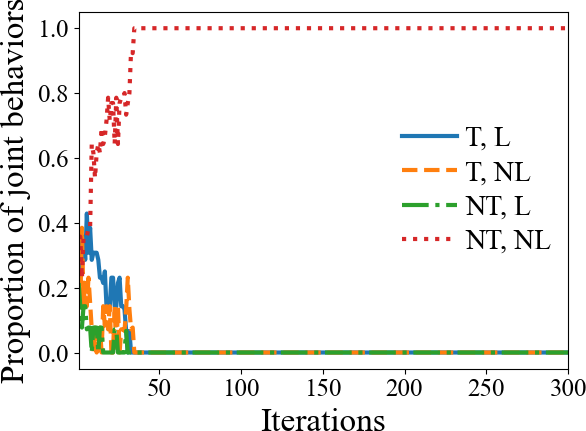 Proportion of joint behaviors
1.0
0.8
0.6
0.4
0.2
0.0
T, L
T, NL
NT, L
NT, NL
50 100 150 200 250 300
Iterations